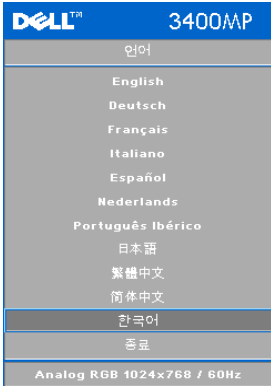 DELL™ 3400MP
언어
English
Deutsch
Français
Italiano
Español
Nederlands
Português Ibérico
日本語
繁體中文
简体中文
한국어
종료
Analog RGB 1024x768 / 60Hz